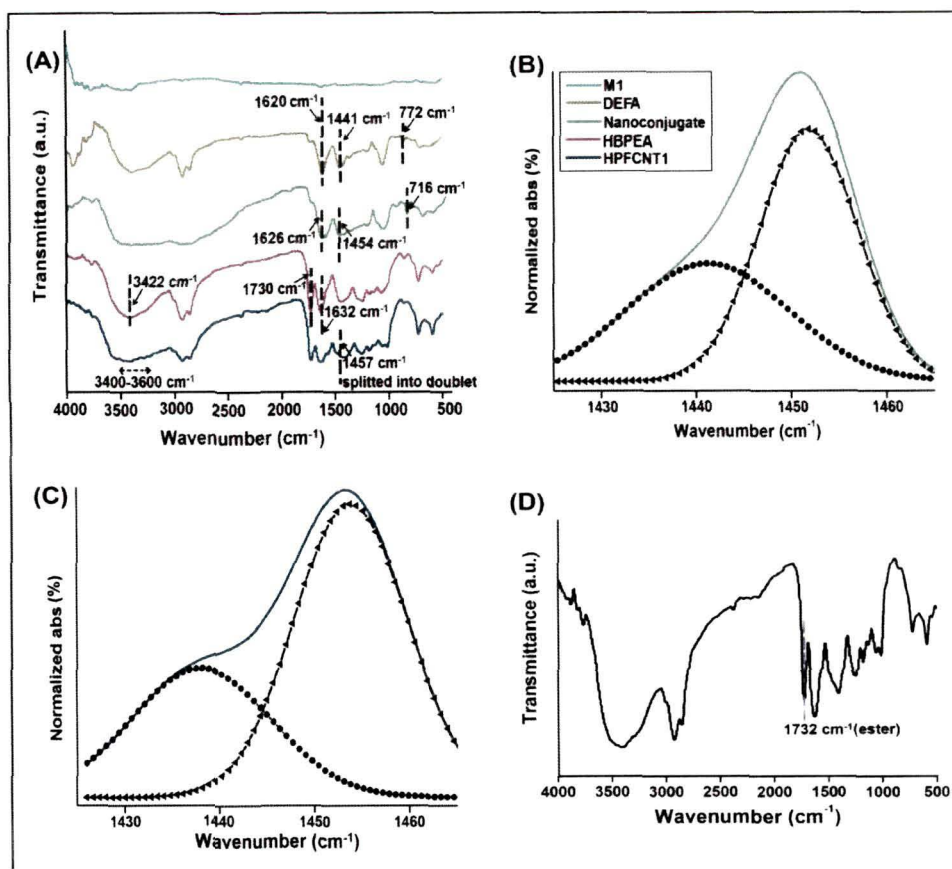 (A)
1620 cm-1
1441 cm-1
772 cm-1
716 cm-1
1626 cm-1
1454 cm-1
3422 cm-1
1730 cm-1
1632 cm-1
1457 cm-1
3400-3600 cm-1
splitted into doublet
4000 3500 3000 2500 2000 1500 1000 500
Wavenumber (cm-1)
Transmittance (a.u.)
(B)
M1
DEFA
Nanoconjugate
HBPEA
HPFCNT1
Normalized abs (%)
1430 1440 1450 1460
Wavenumber (cm-1)
(C)
Normalized abs (%)
1430 1440 1450 1460
Wavenumber (cm-1)
(D)
Transmittance (a.u.)
1732 cm-1(ester)
4000 3500 3000 2500 2000 1500 1000 500
Wavenumber (cm-1)